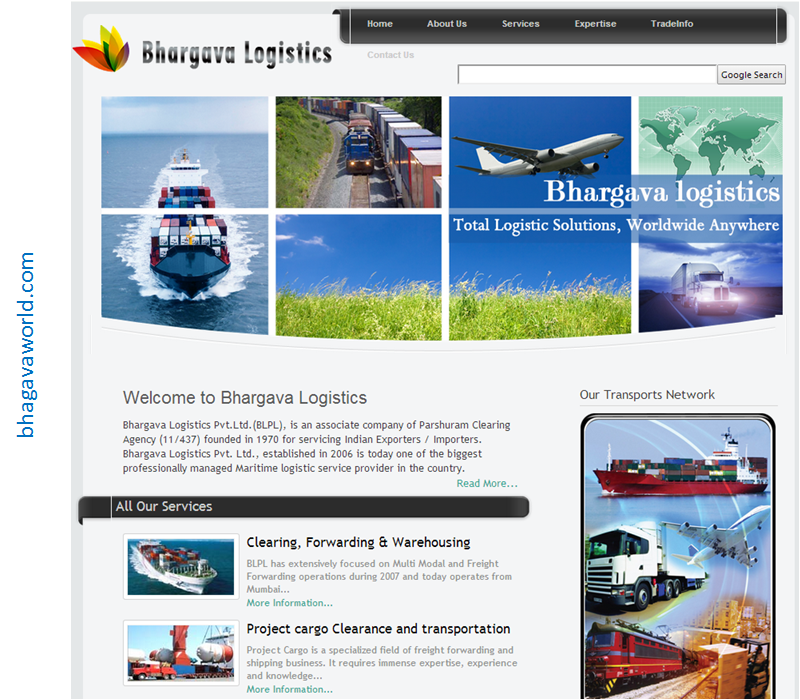 bhagavaworld.com
Bhargava Logistics
Home About Us Services Expertise TradeInfo
Contact Us
Google Search
Bhargava logistics
Total Logistic Solutions, Worldwide Anywhere
Welcome to Bhargava Logistics
Bhargava Logistics Pvt.Ltd.(BLPL), is an associate company of Parshuram Clearing
Agency (11/437) founded in 1970 for servicing Indian Exporters / Importers.
Bhargava Logistics Pvt. Ltd., established in 2006 is today one of the biggest
professionally managed Maritime logistic service provider in the country.
Read More...
All Our Services
Clearing, Forwarding & Warehousing
BLPL has extensively focused on Multi Modal and Freight
Forwarding operations during 2007 and today operates from
Mumbai...
More Information...
Project cargo Clearance and transportation
Project Cargo is a specialized field of freight forwarding and
shipping business. It requires immense expertise, experience
and knowledge...
More Information...
Our Transports Network